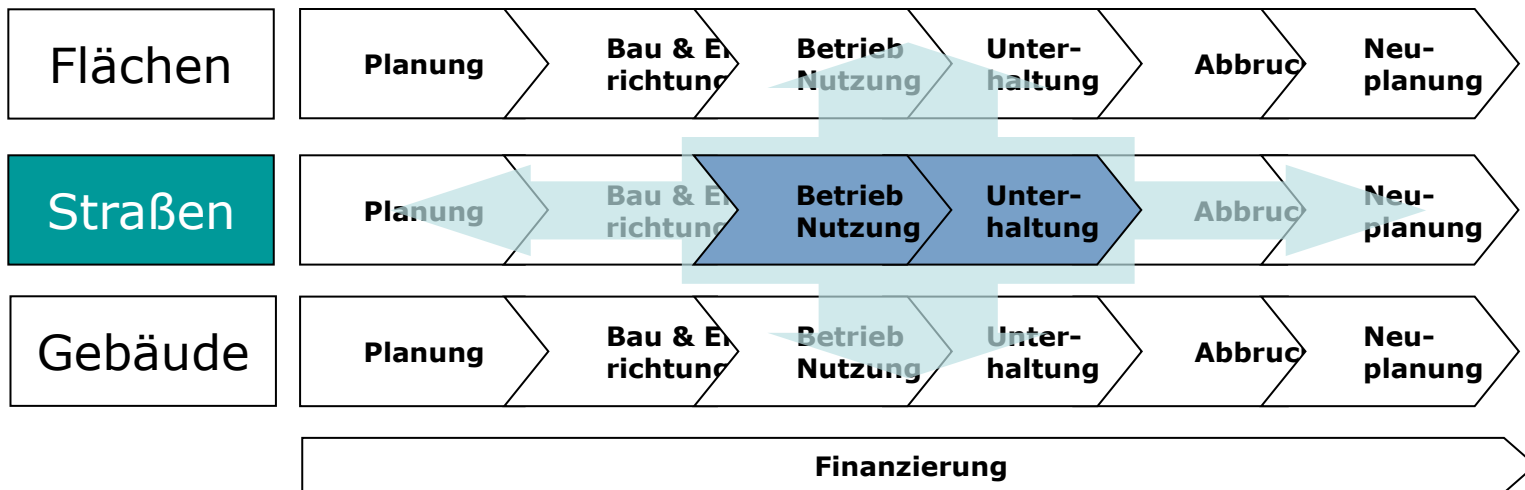 Flächen
Planung
Bau & Er
richtung
Betrieb
Nutzung
Unter-
haltung
Abbruc
Neu-
planung
Straßen
Planung
Bau & Er
richtung
Betrieb
Nutzung
Unter-
haltung
Abbruc
Neu-
planung
Gebäude
Planung
Bau & Er
richtung
Betrieb
Nutzung
Unter-
haltung
Abbruc
Neu-
planung
Finanzierung